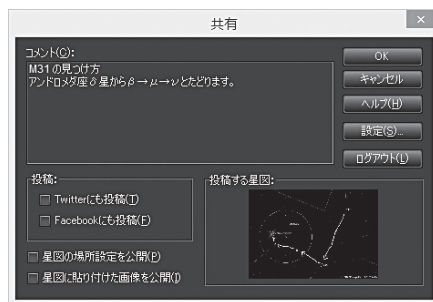 共有
コメント(C):
M31の見つけ方
アンドロメダ座δ星からβ→μ→νとたどります。
OK
キャンセル
ヘルプ(H)
設定(S)...
ログアウト(L)
投稿:
Twitterにも投稿(T)
Facebookにも投稿(F)
星図の場所設定を公開(P)
星図に貼り付けた画像を公開(I)
投稿する星図: